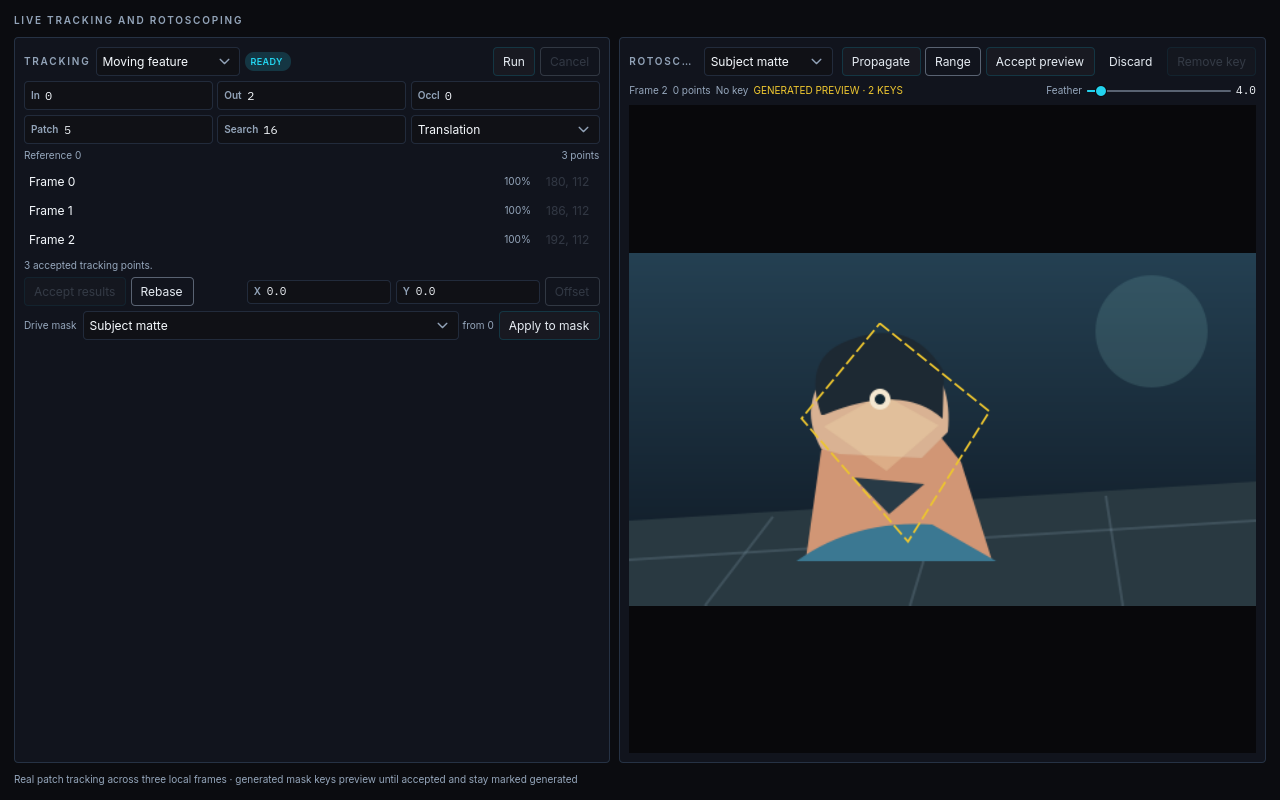 LIVE TRACKING AND ROTOSCOPING
TRACKING Moving feature READY Run Cancel
In 0 Out 2 Occl 0
Patch 5 Search 16 Translation
Reference 0 3 points
Frame 0 100% 180, 112
Frame 1 100% 186, 112
Frame 2 100% 192, 112
3 accepted tracking points.
Accept results Rebase X 0.0 Y 0.0 Offset
Drive mask Subject matte from 0 Apply to mask
ROTOSC... Subject matte Propagate Range Accept preview Discard Remove key
Frame 2 0 points No key GENERATED PREVIEW · 2 KEYS Feather 4.0
Real patch tracking across three local frames · generated mask keys preview until accepted and stay marked generated